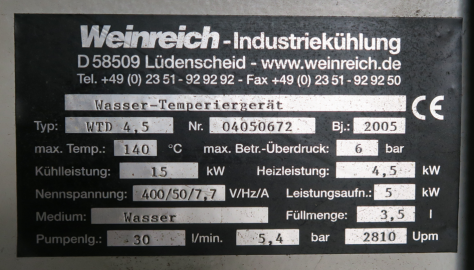 Weinreich-Industriekühlung
D 58509 Lüdenscheid - www.weinreich.de
Tel. +49 (0) 23 51 - 92 92 92 - Fax +49 (0) 23 51- 92 92 50
Wasser-Temperiergerät CE
Typ: WTD 4,5 Nr. 04050672 Bj.: 2005
max. Temp.: 140 °C max. Betr.-Überdruck: 6 bar
Kühlleistung: 15 kW Heizleistung: 4,5 kW
Nennspannung: 400/50/7,7 V/Hz/A Leistungsaufn.: 5 kW
Medium: Wasser Füllmenge: 3,5 l
Pumpenlg.: 30 l/min. 5,4 bar 2810 Upm